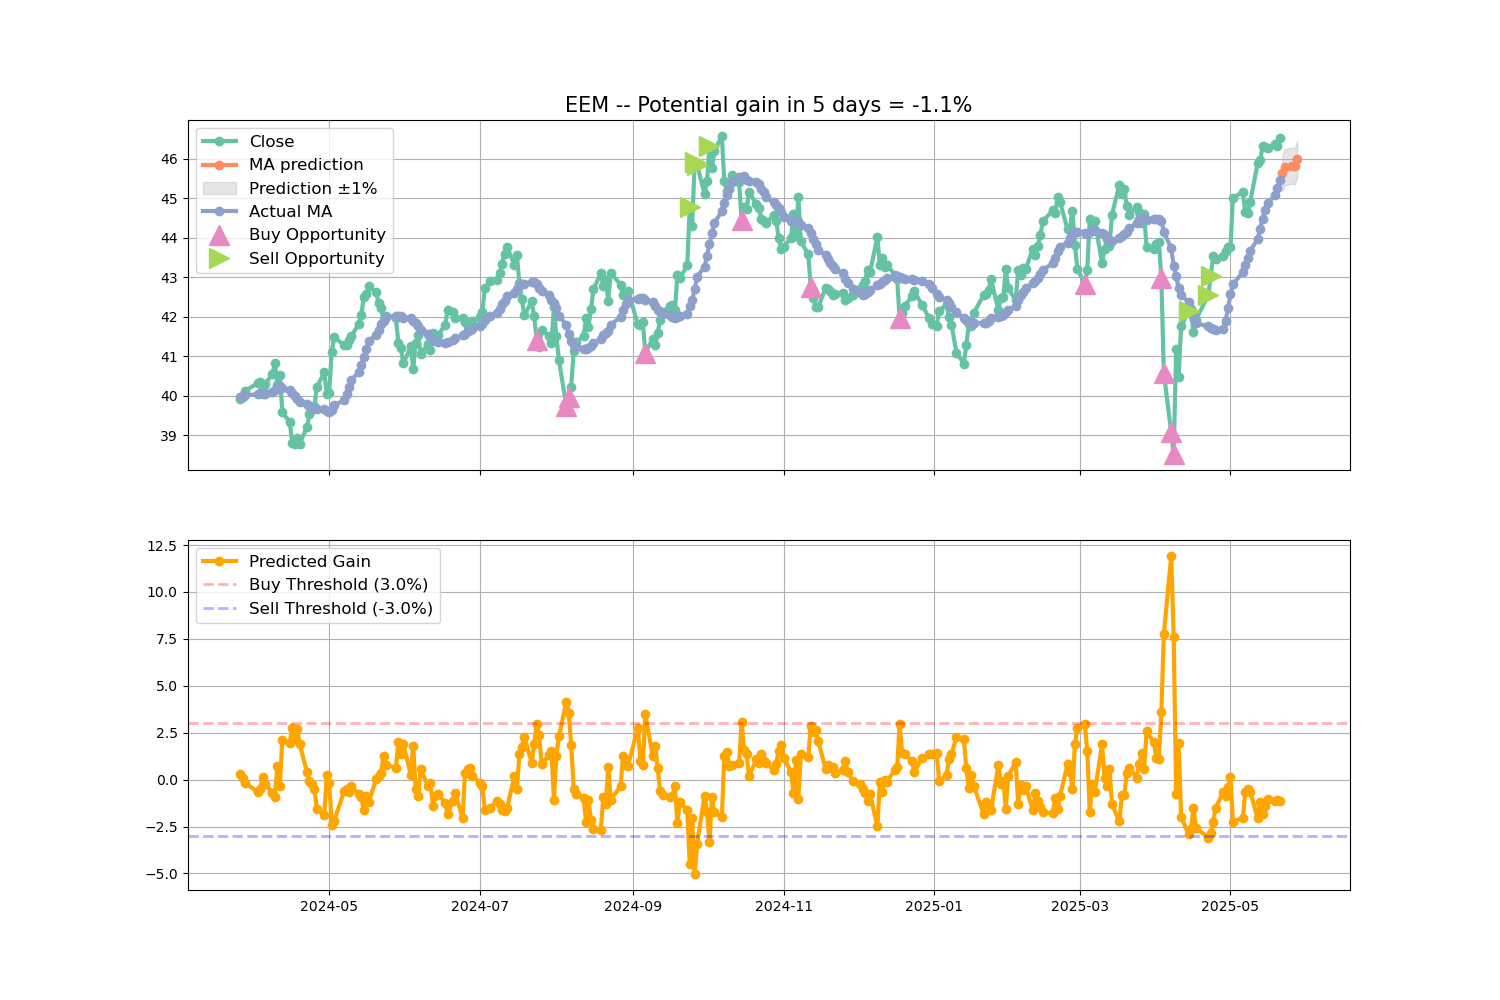 EEM -- Potential gain in 5 days = -1.1%
Close
MA prediction
Prediction ±1%
Actual MA
Buy Opportunity
Sell Opportunity
46
45
44
43
42
41
40
39
Predicted Gain
Buy Threshold (3.0%)
Sell Threshold (-3.0%)
12.5
10.0
7.5
5.0
2.5
0.0
−2.5
−5.0
2024-05 2024-07 2024-09 2024-11 2025-01 2025-03 2025-05